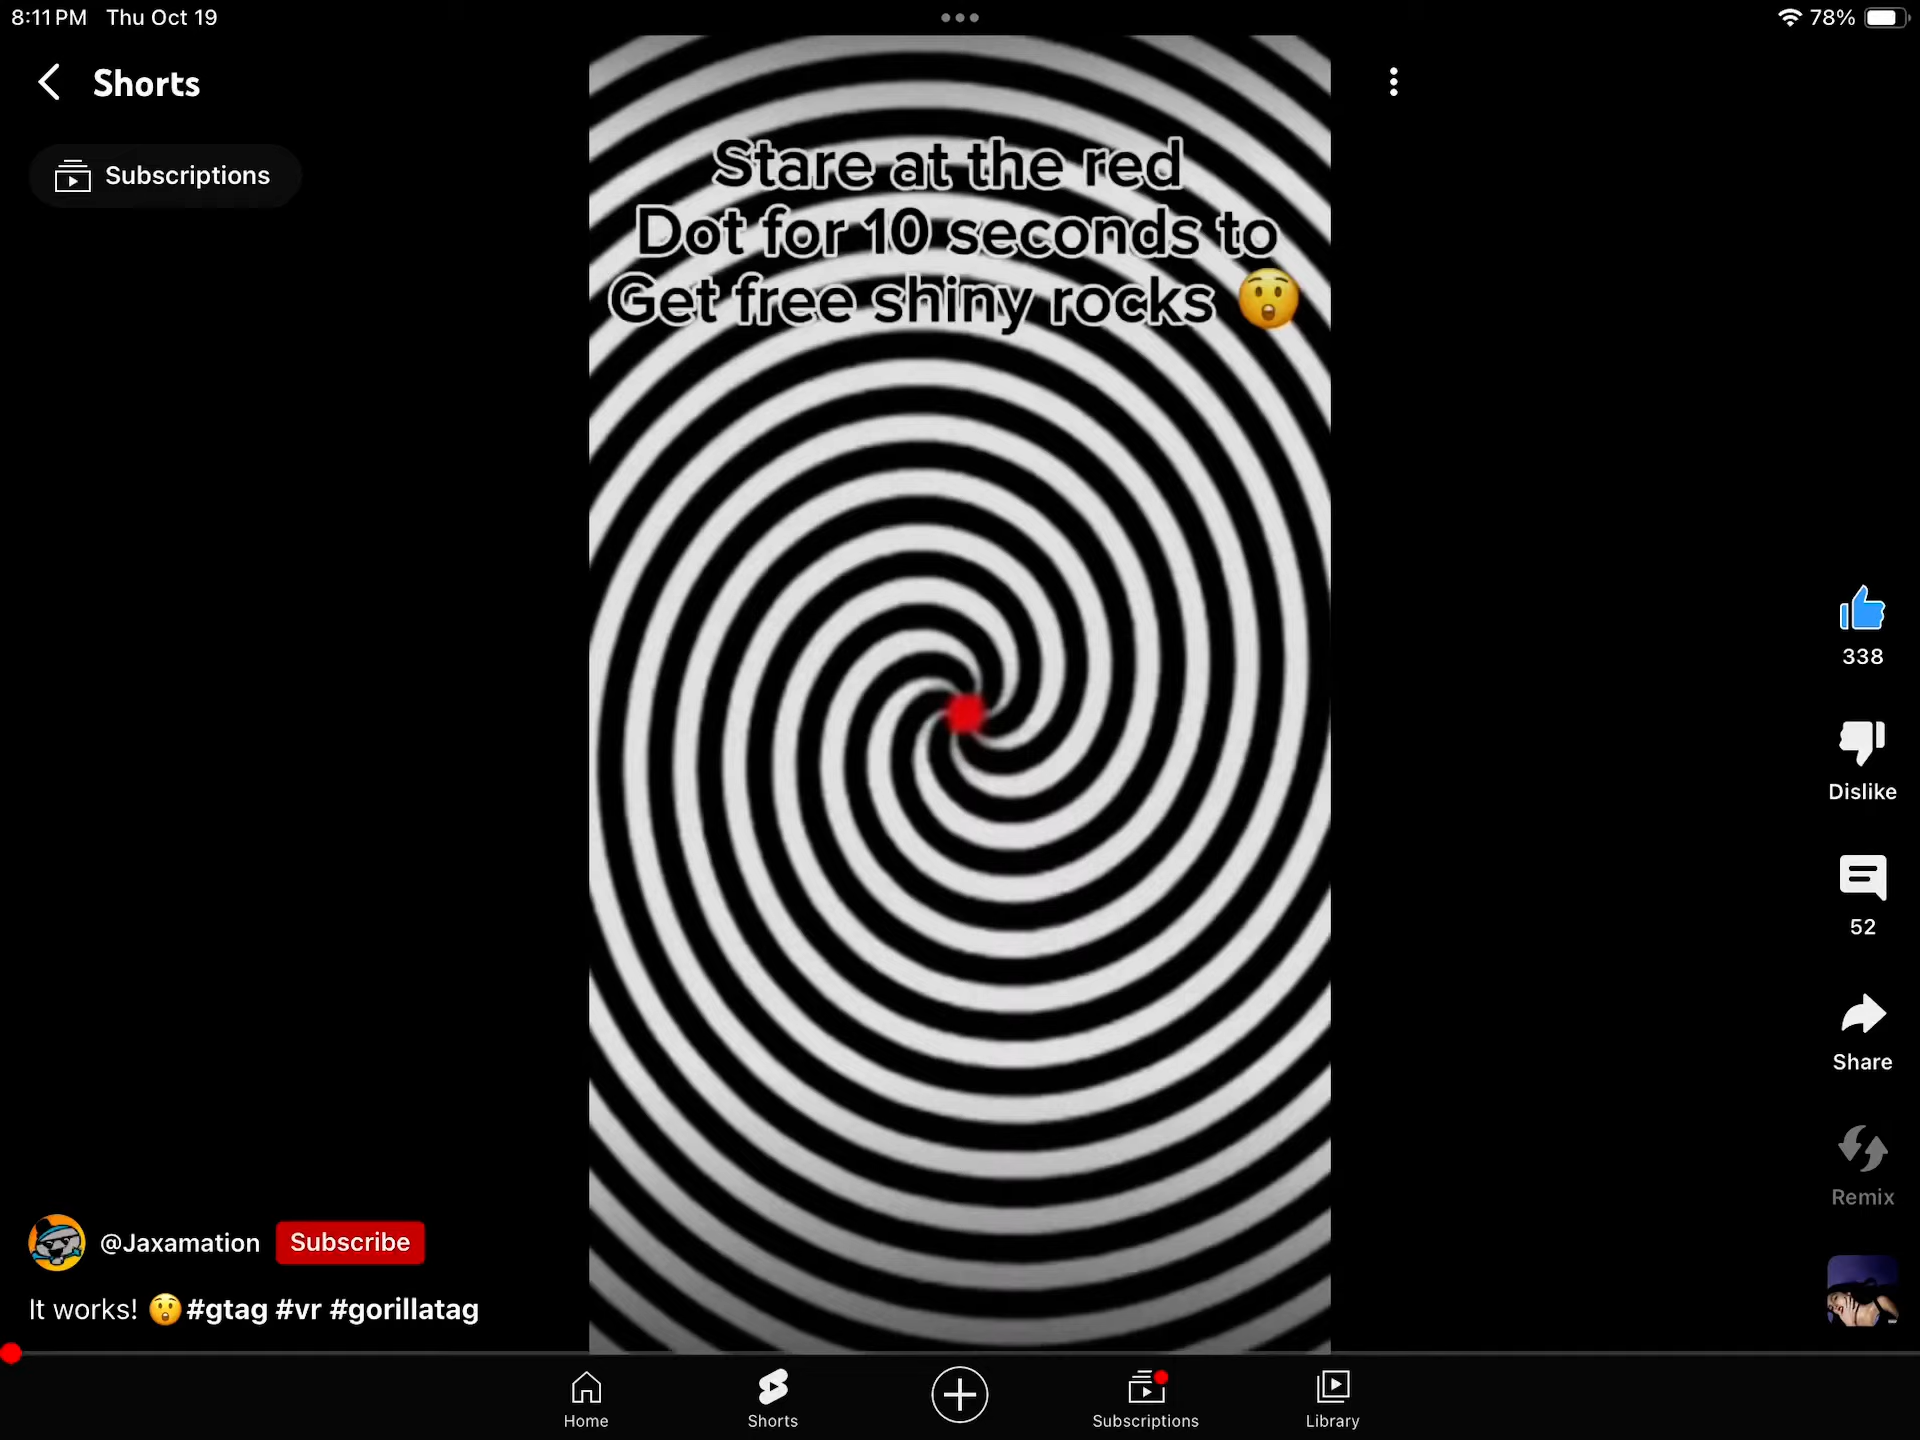 8:11 PM Thu Oct 19
78%
Shorts
Subscriptions
Stare at the red
Dot for 10 seconds to
Get free shiny rocks 😲
338
Dislike
52
Share
Remix
@Jaxamation Subscribe
It works! 😲#gtag #vr #gorillatag
Home Shorts Subscriptions Library